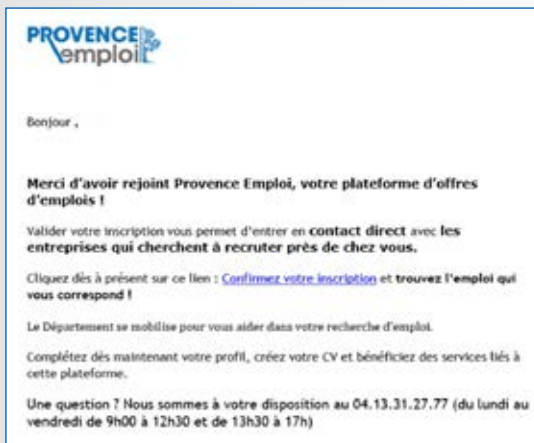 PROVENCE
emploi
Bonjour ,
Merci d'avoir rejoint Provence Emploi, votre plateforme d'offres
d'emplois !
Valider votre inscription vous permet d'entrer en contact direct avec les
entreprises qui cherchent à recruter près de chez vous.
Cliquez dès à présent sur ce lien : Confirmez votre inscription et trouvez l'emploi qui
vous correspond !
Le Département se mobilise pour vous aider dans votre recherche d'emploi.
Complétez dès maintenant votre profil, créez votre CV et bénéficiez des services liés à
cette plateforme.
Une question ? Nous sommes à votre disposition au 04.13.31.27.77 (du lundi au
vendredi de 9h00 à 12h30 et de 13h30 à 17h)